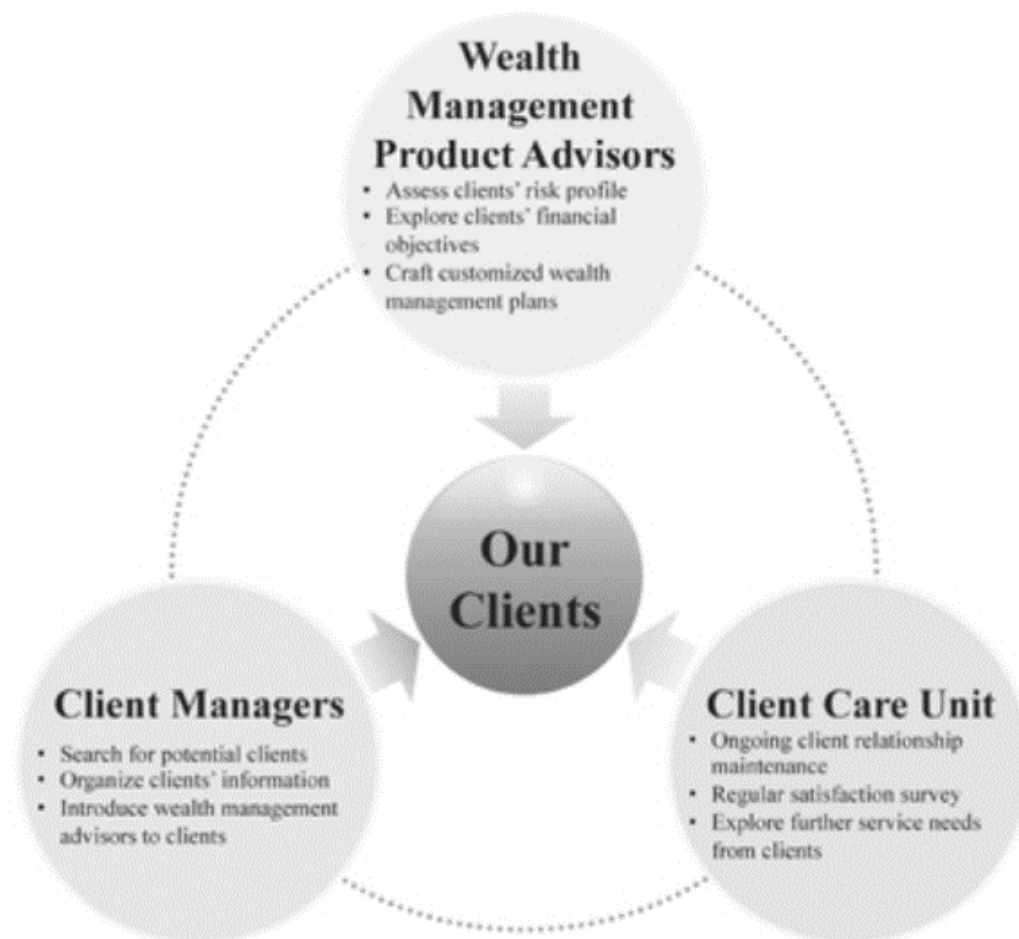 Wealth
Management
Product Advisors
• Assess clients’ risk profile
• Explore clients’ financial
objectives
• Craft customized wealth
management plans
Our
Clients
Client Managers
• Search for potential clients
• Organize clients’ information
• Introduce wealth management
advisors to clients
Client Care Unit
• Ongoing client relationship
maintenance
• Regular satisfaction survey
• Explore further service needs
from clients